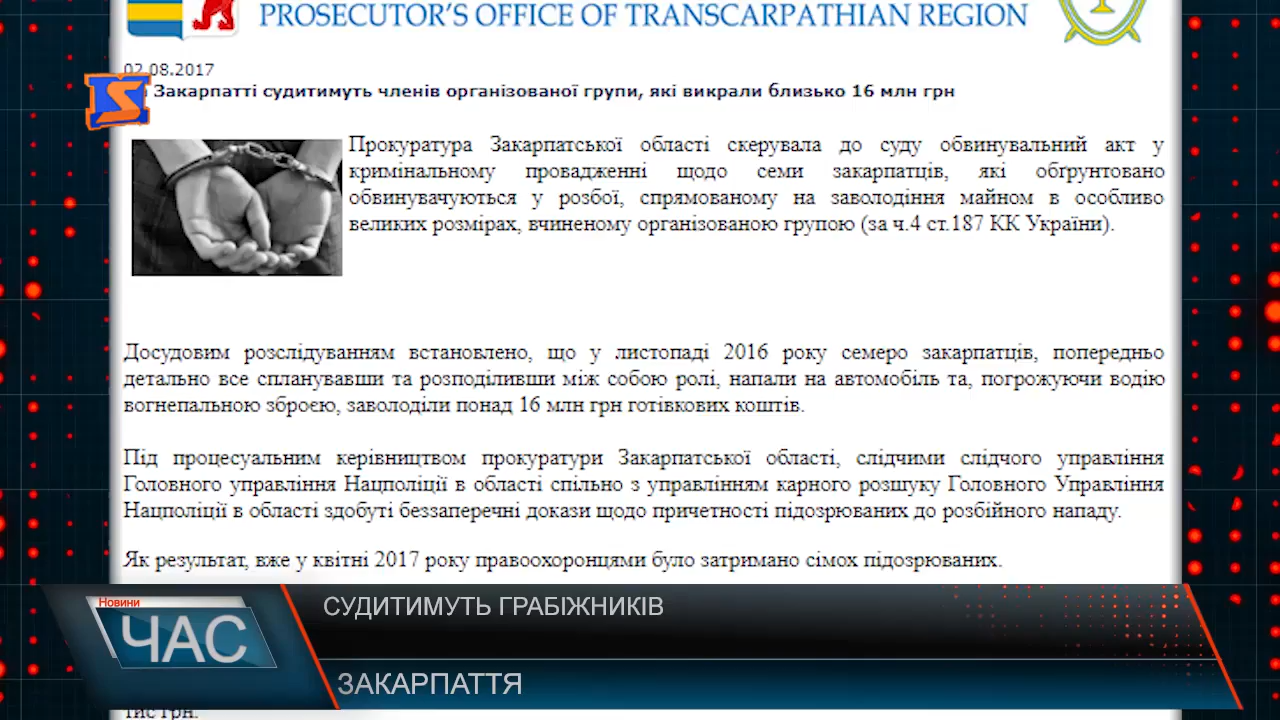 PROSECUTOR'S OFFICE OF TRANSCARPATHIAN REGION
02.08.2017
Закарпатті судитимуть членів організованої групи, які викрали близько 16 млн грн
Прокуратура Закарпатської області скерувала до суду обвинувальний акт у
кримінальному провадженні щодо семи закарпатців, які обґрунтовано
обвинувачуються у розбої, спрямованому на заволодіння майном в особливо
великих розмірах, вчиненому організованою групою (за ч.4 ст.187 КК України).
Досудовим розслідуванням встановлено, що у листопаді 2016 року семеро закарпатців, попередньо
детально все спланувавши та розподіливши між собою ролі, напали на автомобіль та, погрожуючи водію
вогнепальною зброєю, заволоділи понад 16 млн грн готівкових коштів.
Під процесуальним керівництвом прокуратури Закарпатської області, слідчими слідчого управління
Головного управління Нацполіції в області спільно з управлінням карного розшуку Головного Управління
Нацполіції в області здобуті беззаперечні докази щодо причетності підозрюваних до розбійного нападу.
Як результат, вже у квітні 2017 року правоохоронцями було затримано сімох підозрюваних.
Новини
ЧАС
СУДИТИМУТЬ ГРАБІЖНИКІВ
ЗАКАРПАТТЯ
тис грн.